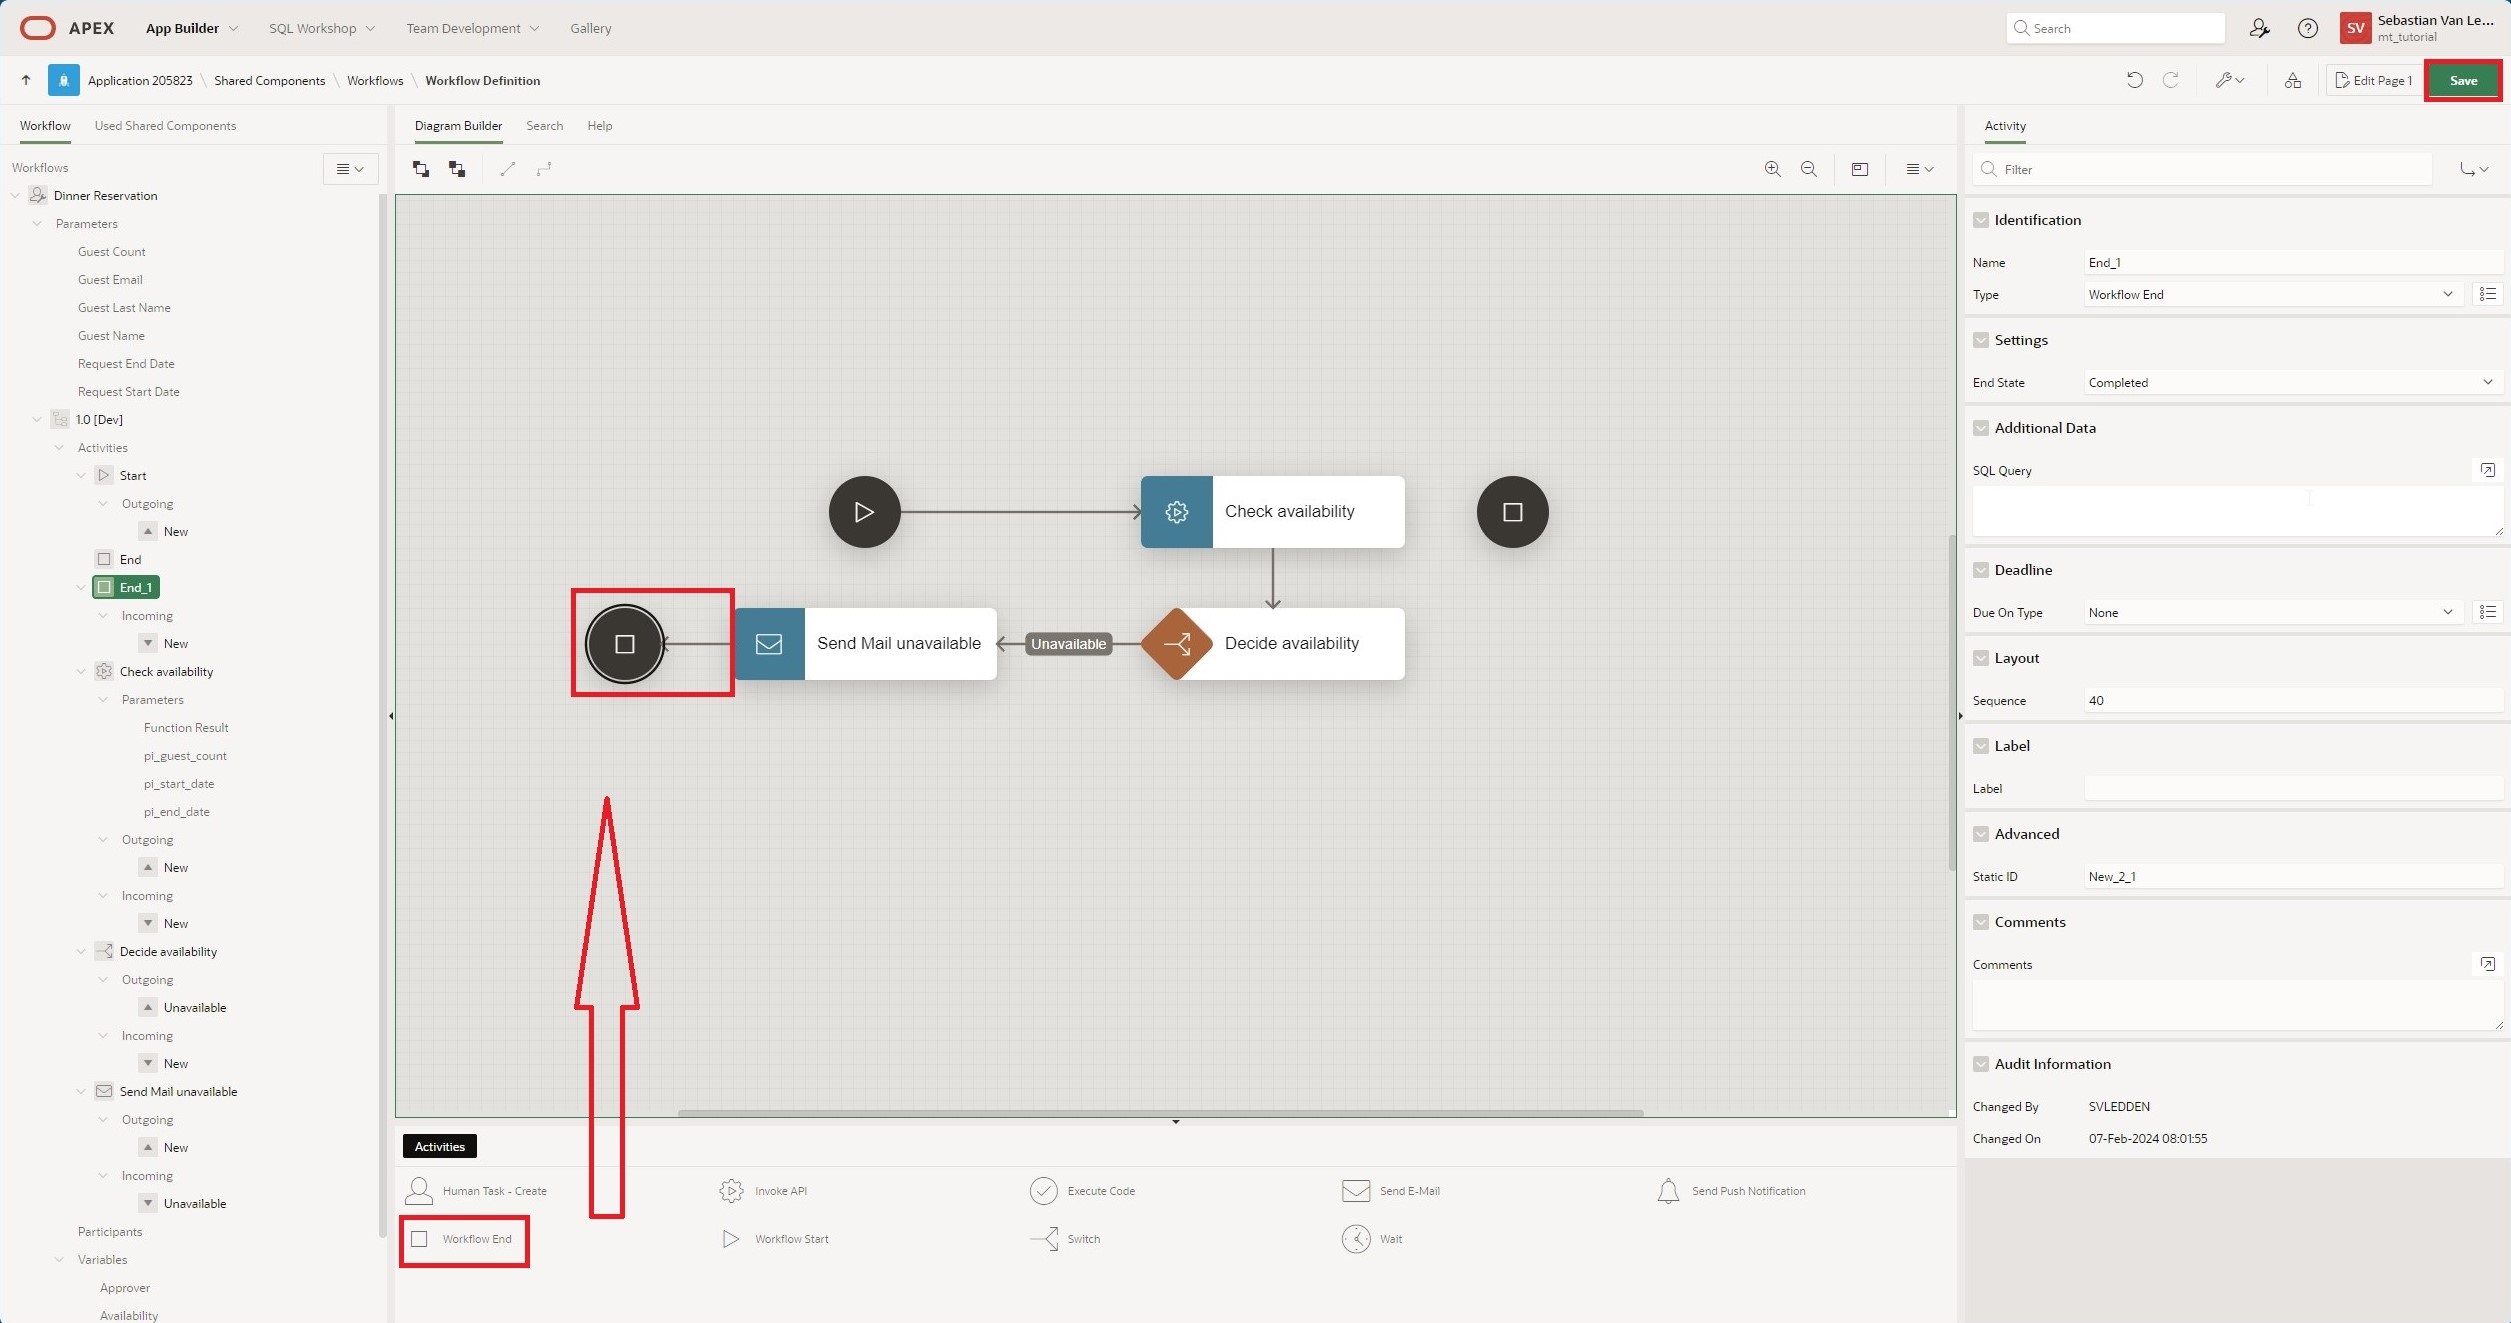 APEX App Builder SQL Workshop Team Development Gallery Search SV Sebastian Van Le...
mt_tutorial
Application 205823 \ Shared Components \ Workflows \ Workflow Definition Edit Page 1 Save
Workflow Used Shared Components
Workflows
Dinner Reservation
Parameters
Guest Count
Guest Email
Guest Last Name
Guest Name
Request End Date
Request Start Date
1.0 [Dev]
Activities
Start
Outgoing
New
End
End_1
Incoming
New
Check availability
Parameters
Function Result
pi_guest_count
pi_start_date
pi_end_date
Outgoing
New
Incoming
New
Decide availability
Outgoing
Unavailable
Incoming
New
Send Mail unavailable
Outgoing
New
Incoming
Unavailable
Participants
Variables
Approver
Availability
Diagram Builder Search Help
Check availability
Send Mail unavailable Unavailable Decide availability
Activities
Human Task - Create Invoke API Execute Code Send E-Mail Send Push Notification
Workflow End Workflow Start Switch Wait
Activity
Filter
Identification
Name End_1
Type Workflow End
Settings
End State Completed
Additional Data
SQL Query
Deadline
Due On Type None
Layout
Sequence 40
Label
Label
Advanced
Static ID New_2_1
Comments
Comments
Audit Information
Changed By SVLEDDEN
Changed On 07-Feb-2024 08:01:55